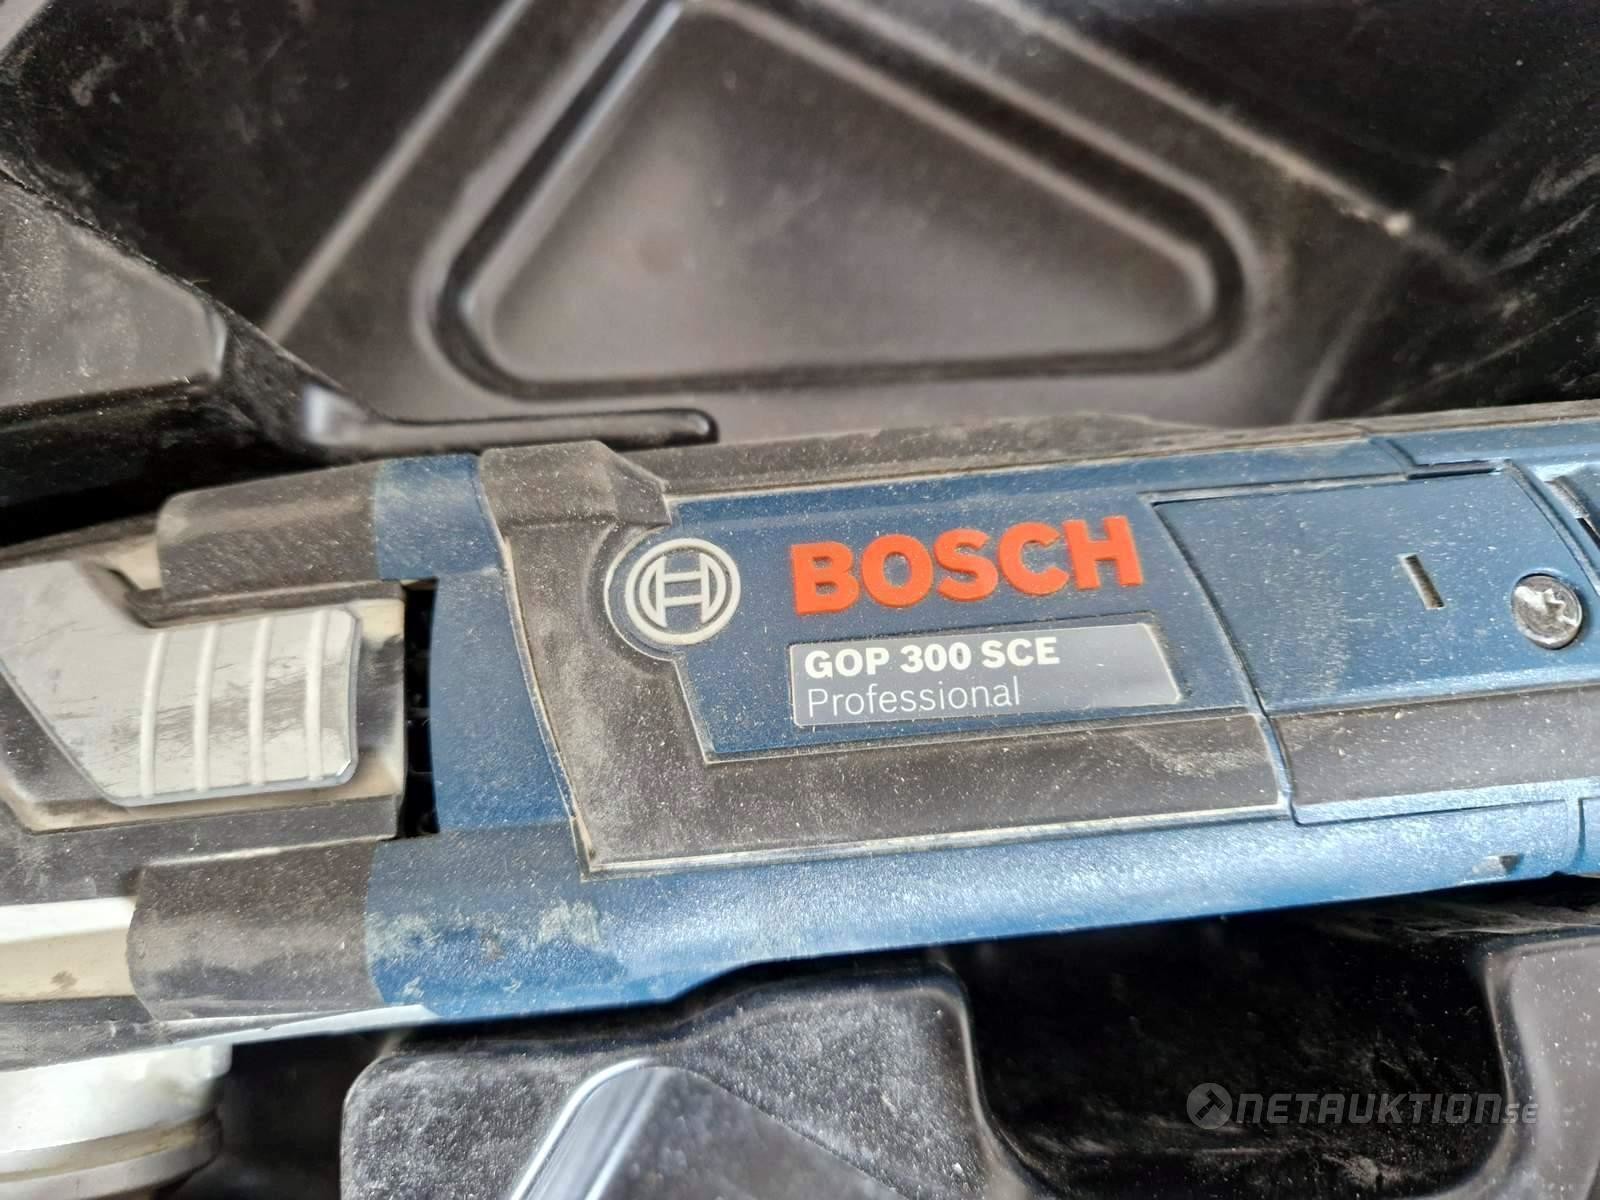 BOSCH
GOP 300 SCE
Professional
NETAUKTION.SE